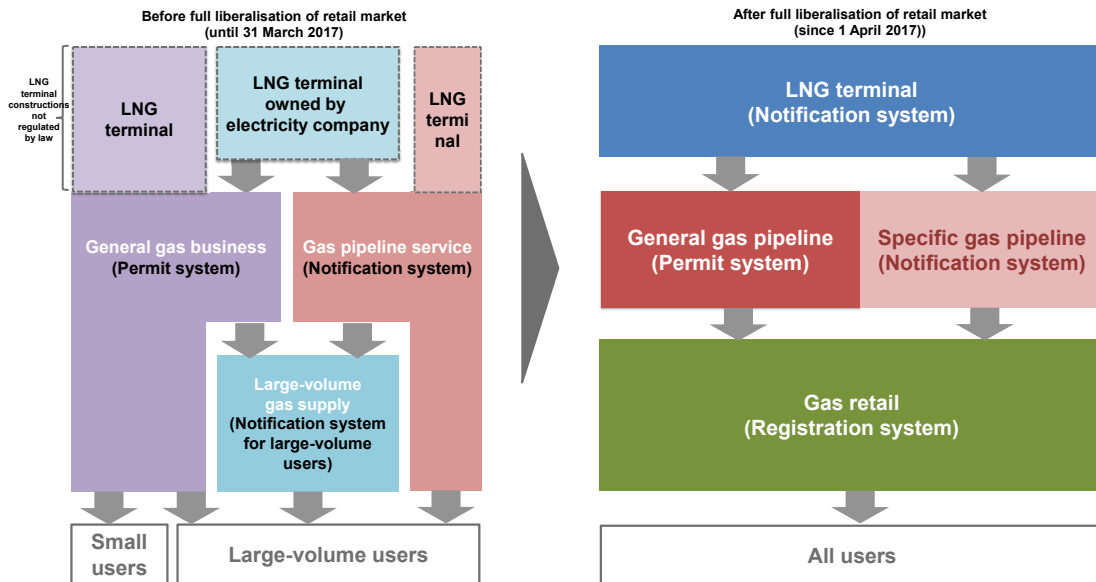 Before full liberalisation of retail market
(until 31 March 2017)
LNG
terminal
constructions
not
regulated
by law
LNG
terminal
LNG terminal
owned by
electricity company
LNG
termi
nal
General gas business
(Permit system)
Gas pipeline service
(Notification system)
Large-volume
gas supply
(Notification system
for large-volume
users)
Small
users
Large-volume users
After full liberalisation of retail market
(since 1 April 2017))
LNG terminal
(Notification system)
General gas pipeline
(Permit system)
Specific gas pipeline
(Notification system)
Gas retail
(Registration system)
All users